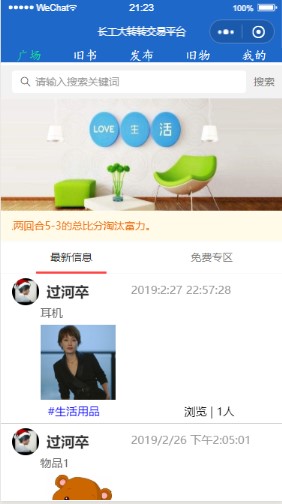 WeChat
21:23
100%
长工大转转交易平台
广场 旧书 发布 旧物 我的
请输入搜索关键词 搜索
LOVE 生 活
,两回合5-3的总比分淘汰富力。
最新信息 免费专区
过河卒 2019:2:27 22:57:28
耳机
#生活用品 浏览 | 1人
过河卒 2019/2/26 下午2:05:01
物品1